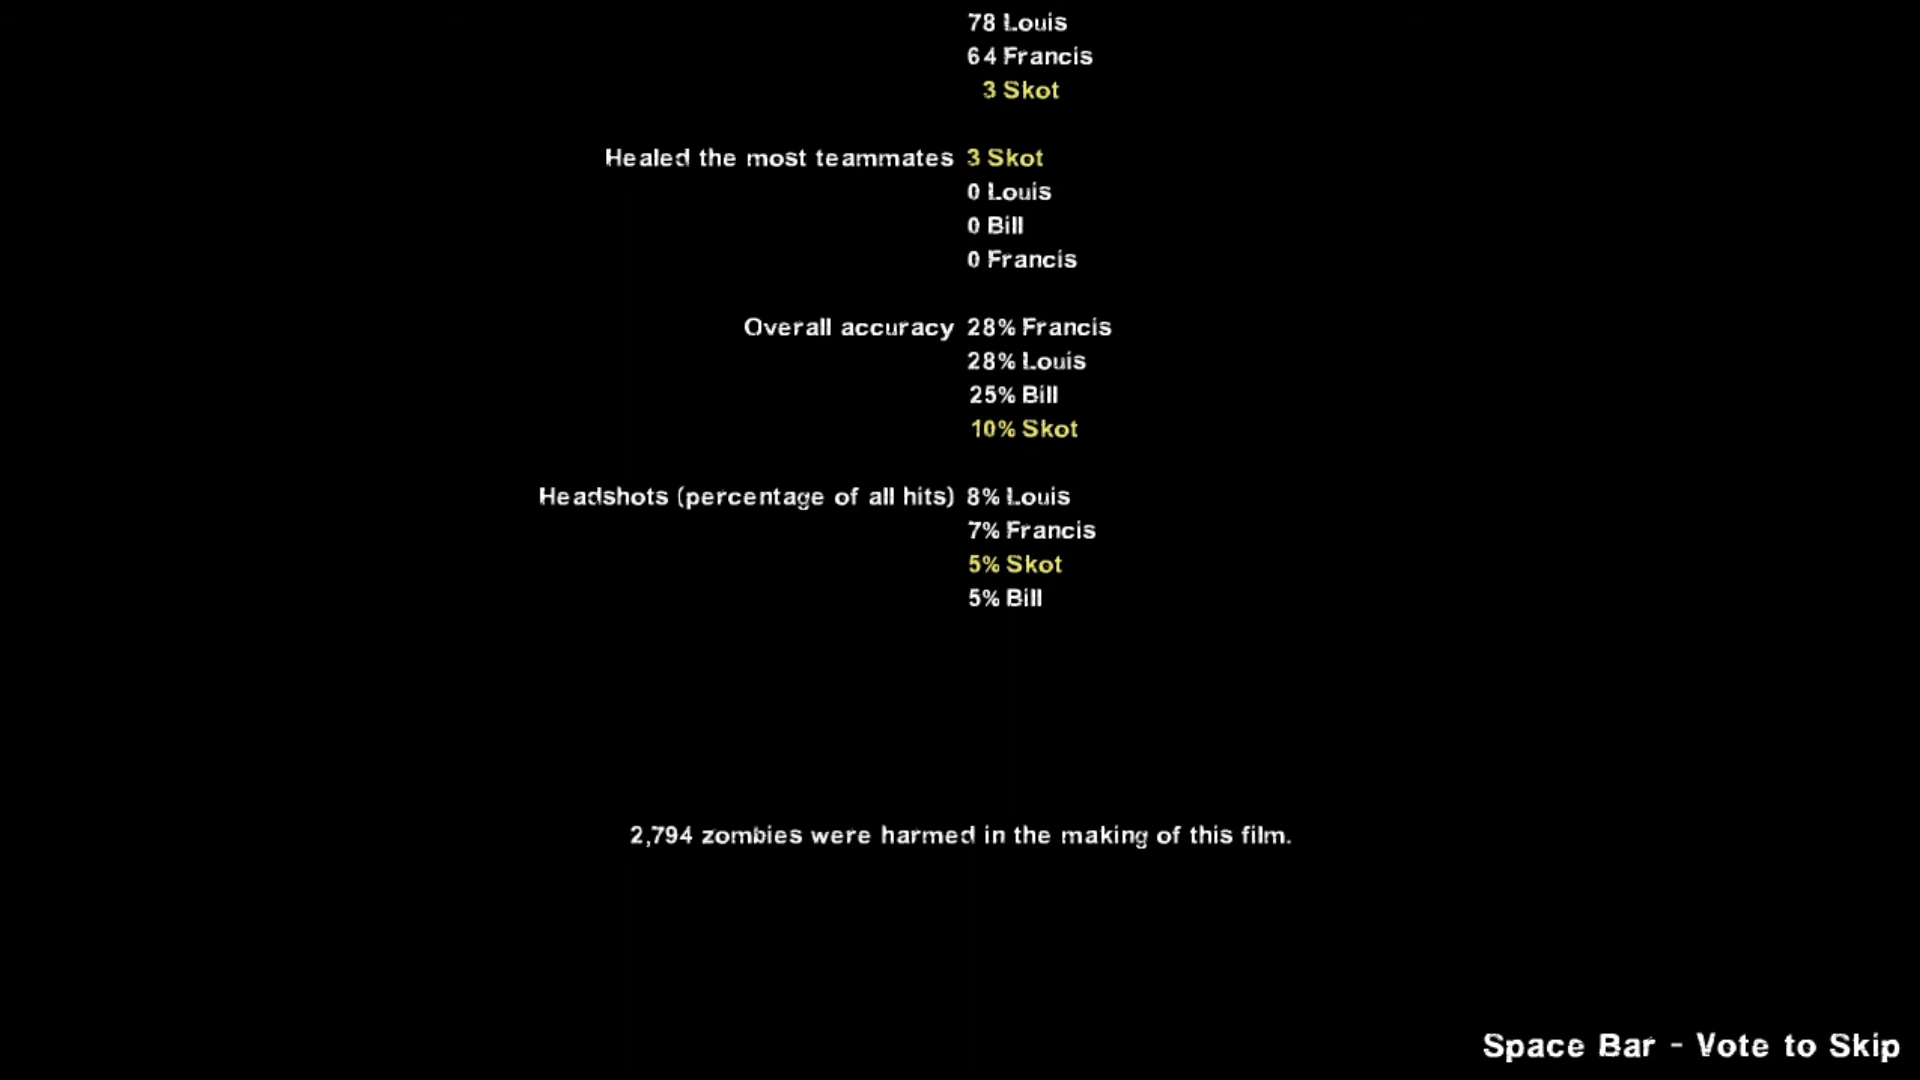 78 Louis
64 Francis
3 Skot
Healed the most teammates 3 Skot
0 Louis
0 Bill
0 Francis
Overall accuracy 28% Francis
28% Louis
25% Bill
10% Skot
Headshots (percentage of all hits) 8% Louis
7% Francis
5% Skot
5% Bill
2,794 zombies were harmed in the making of this film.
Space Bar - Vote to Skip